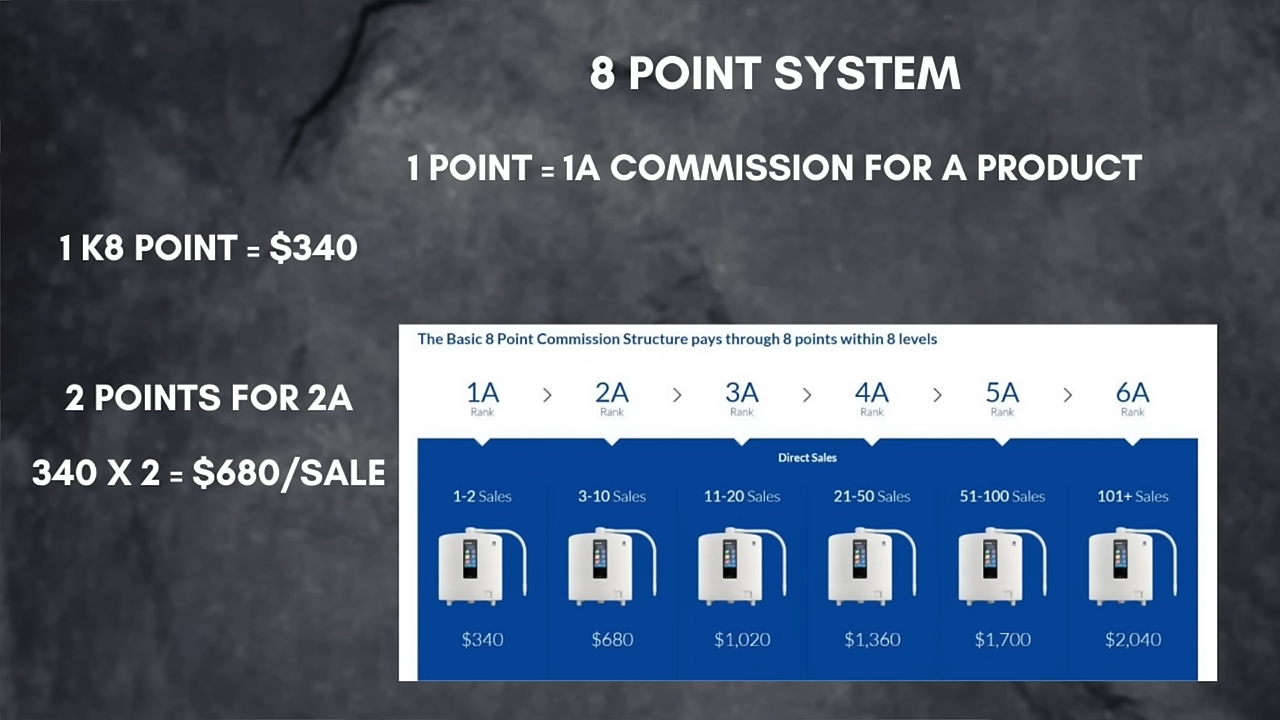 8 POINT SYSTEM
1 POINT = 1A COMMISSION FOR A PRODUCT
1 K8 POINT = $340
2 POINTS FOR 2A
340 X 2 = $680/SALE
The Basic 8 Point Commission Structure pays through 8 points within 8 levels
1A > 2A > 3A > 4A > 5A > 6A
Rank Rank Rank Rank Rank Rank
Direct Sales
1-2 Sales 3-10 Sales 11-20 Sales 21-50 Sales 51-100 Sales 101+ Sales
$340 $680 $1,020 $1,360 $1,700 $2,040